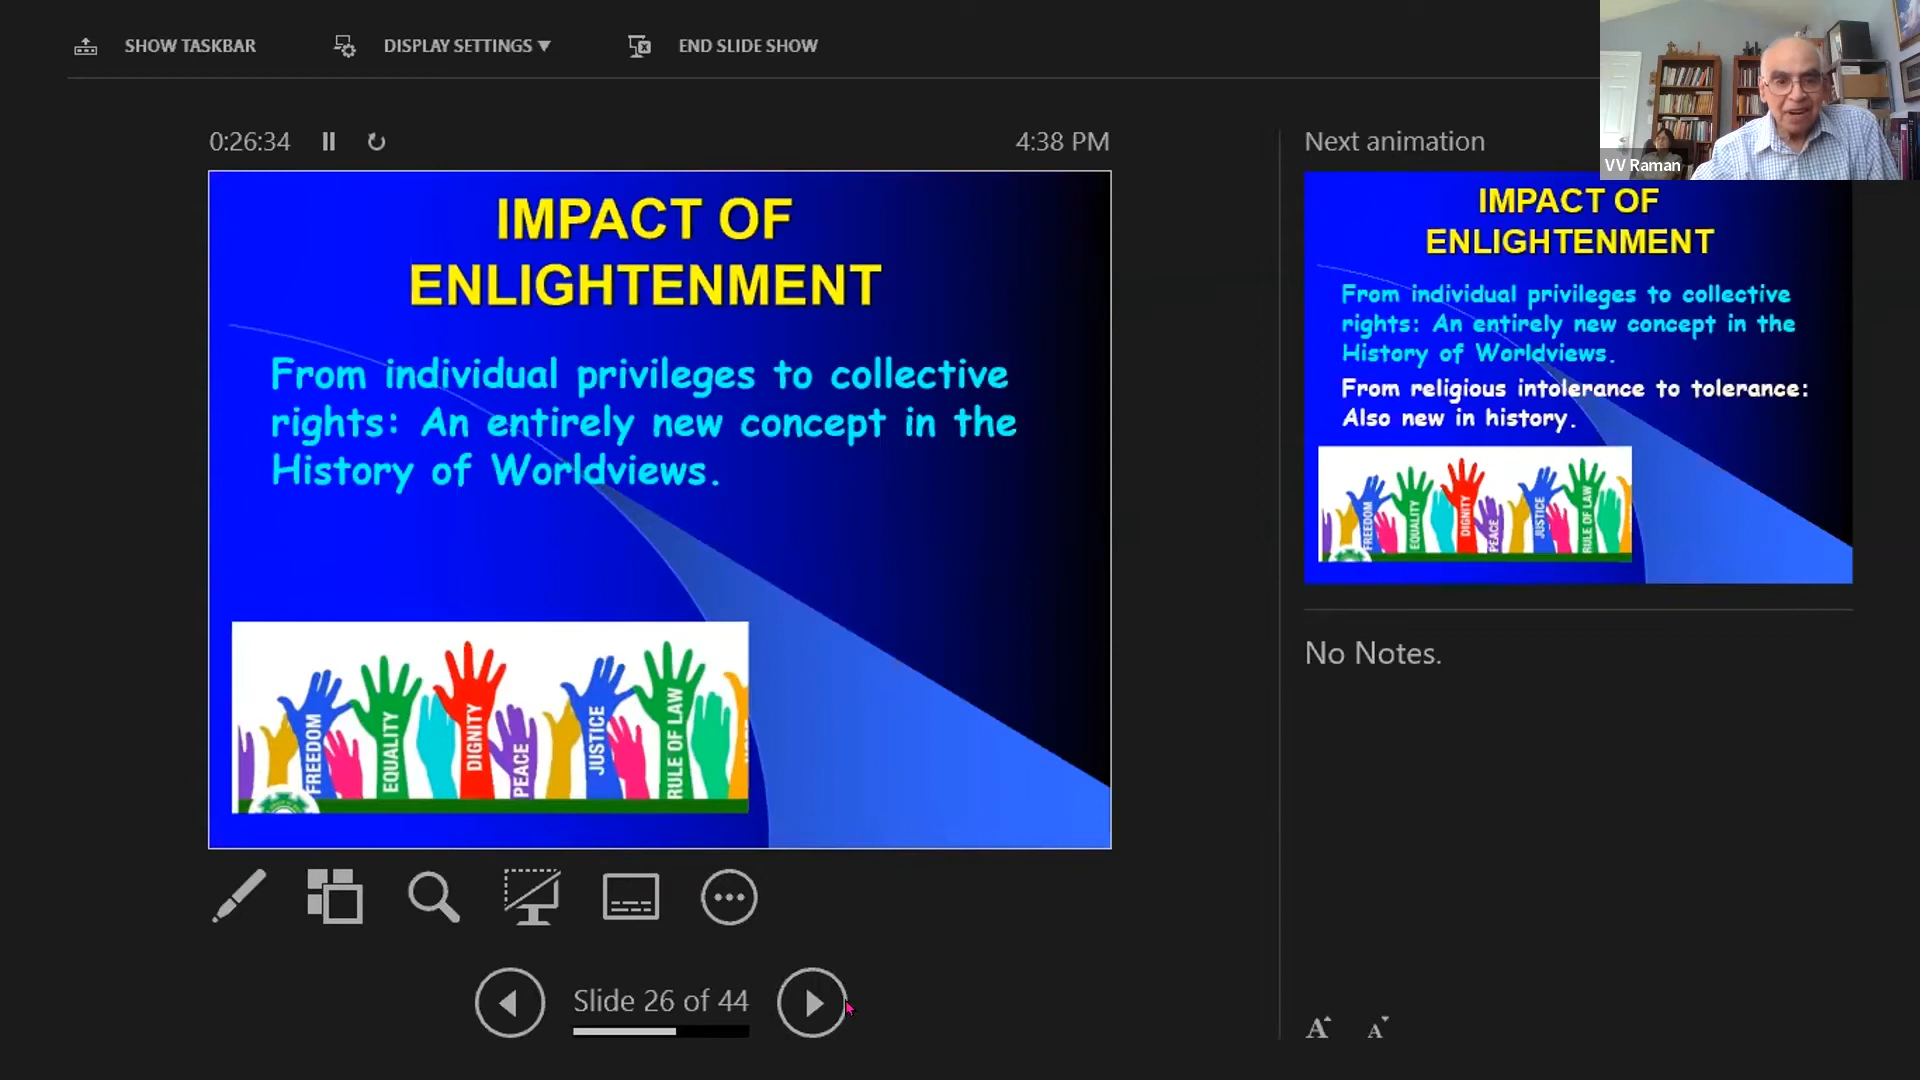 SHOW TASKBAR
DISPLAY SETTINGS
END SLIDE SHOW
VV Raman
0:26:34
4:38 PM
Next animation
IMPACT OF
ENLIGHTENMENT
From individual privileges to collective
rights: An entirely new concept in the
History of Worldviews.
FREEDOM
EQUALITY
DIGNITY
PEACE
JUSTICE
RULE OF LAW
IMPACT OF
ENLIGHTENMENT
From individual privileges to collective
rights: An entirely new concept in the
History of Worldviews.
From religious intolerance to tolerance:
Also new in history.
FREEDOM
EQUALITY
DIGNITY
PEACE
JUSTICE
RULE OF LAW
No Notes.
Slide 26 of 44
A A